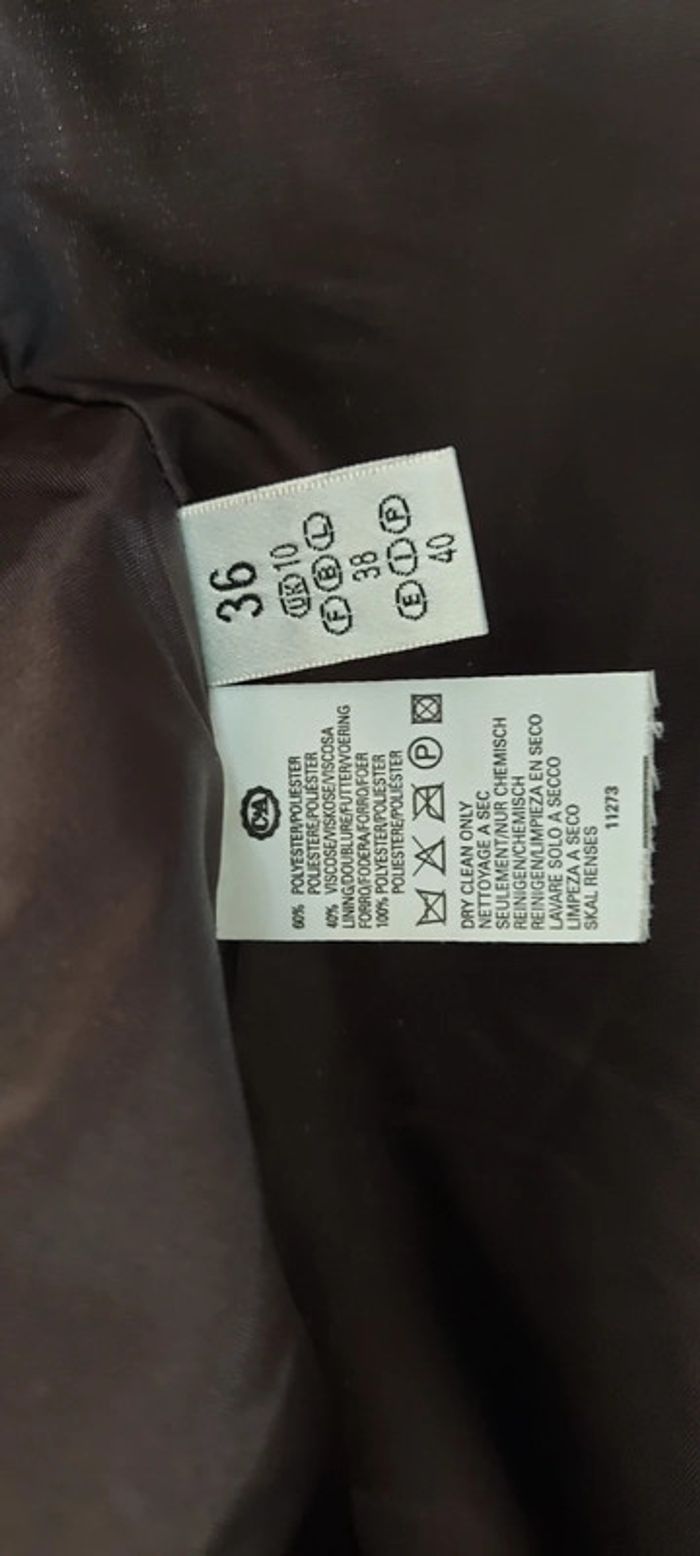 36
UK 10
F B L
38
E I P
40
C&A
60% POLYESTER/POLIESTER
POLIESTERE/POLIÉSTER
40% VISCOSE/VISKOSE/VISCOSA
LINING/DOUBLURE/FUTTER/VOERING
FORRO/FODERA/FORRO/FOER
100% POLYESTER/POLIESTER
POLIESTERE/POLIÉSTER
P
DRY CLEAN ONLY
NETTOYAGE A SEC
SEULEMENT/NUR CHEMISCH
REINIGEN/CHEMISCH
REINIGEN/LIMPIEZA EN SECO
LAVARE SOLO A SECCO
LIMPEZA A SECO
SKAL RENSES
11273